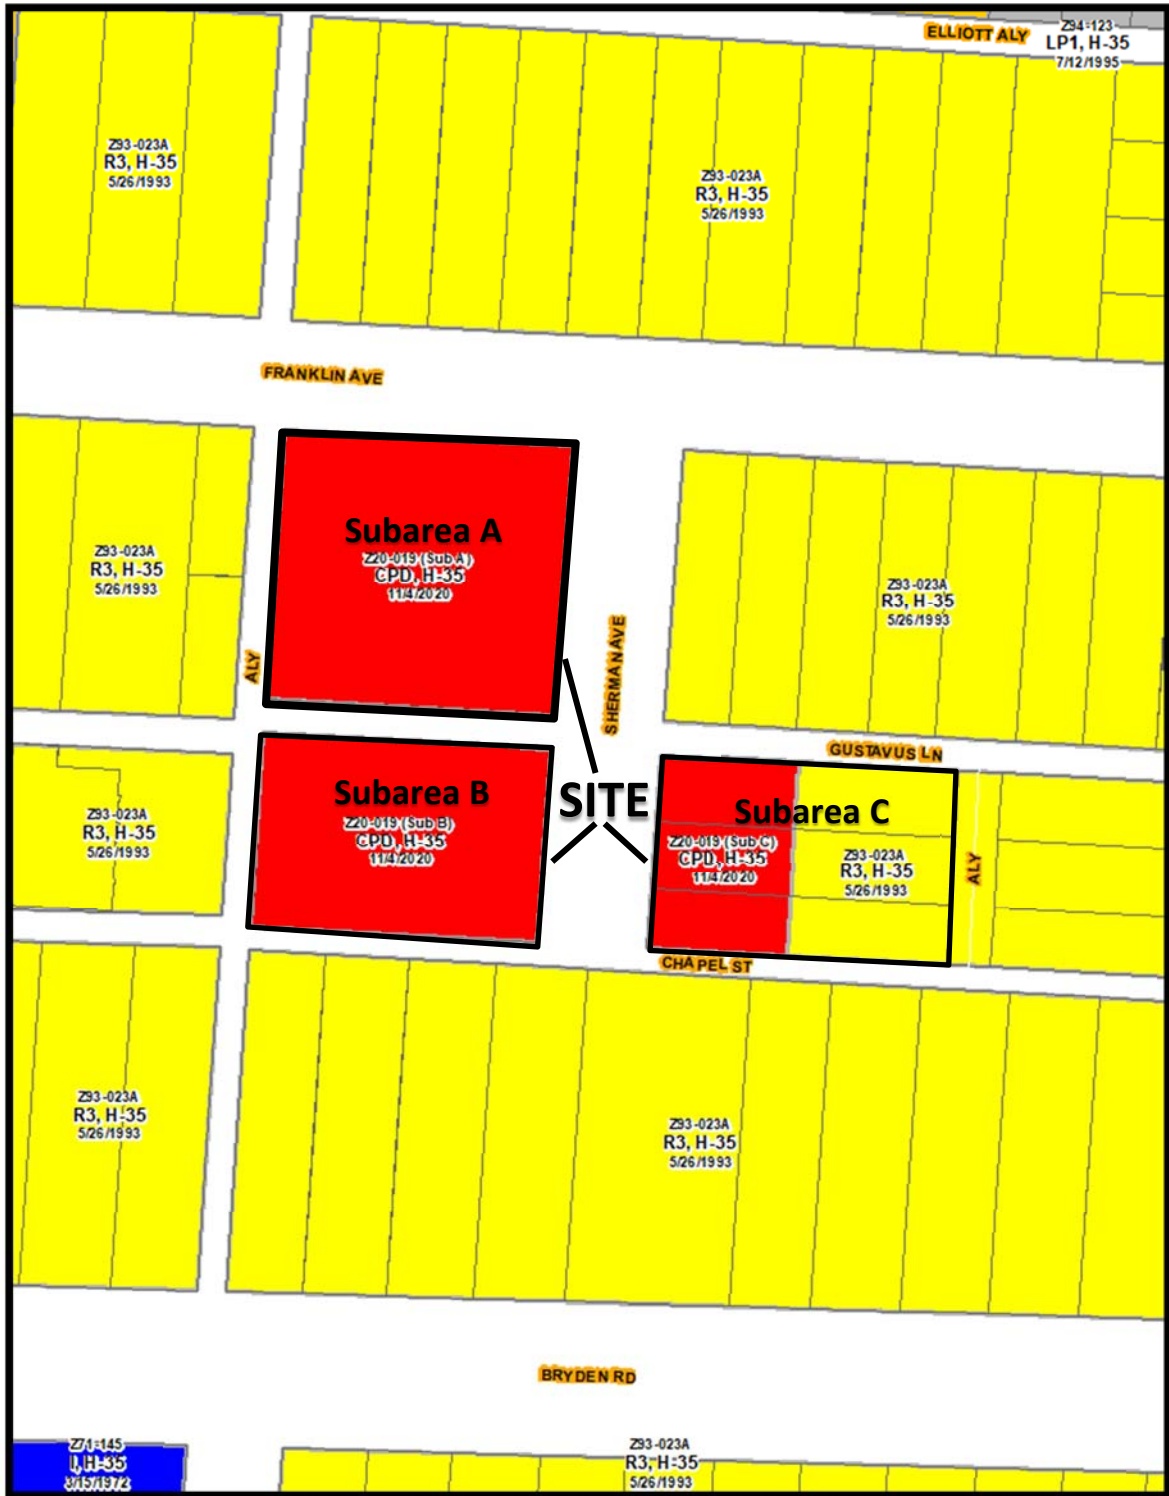 ELLIOTT ALY
Z94-123
LP1, H-35
7/12/1995
Z93-023A
R3, H-35
5/26/1993
Z93-023A
R3, H-35
5/26/1993
FRANKLIN AVE
Subarea A
Z20-019 (Sub A)
CPD, H-35
11/4/2020
Z93-023A
R3, H-35
5/26/1993
Z93-023A
R3, H-35
5/26/1993
ALY
SHERMAN AVE
GUSTAVUS LN
Subarea B
Z20-019 (Sub B)
CPD, H-35
11/4/2020
SITE
Subarea C
Z20-019 (Sub C)
CPD, H-35
11/4/2020
Z93-023A
R3, H-35
5/26/1993
Z93-023A
R3, H-35
5/26/1993
ALY
CHAPEL ST
Z93-023A
R3, H-35
5/26/1993
Z93-023A
R3, H-35
5/26/1993
BRYDEN RD
Z71-145
I, H-35
3/15/1972
Z93-023A
R3, H-35
5/26/1993